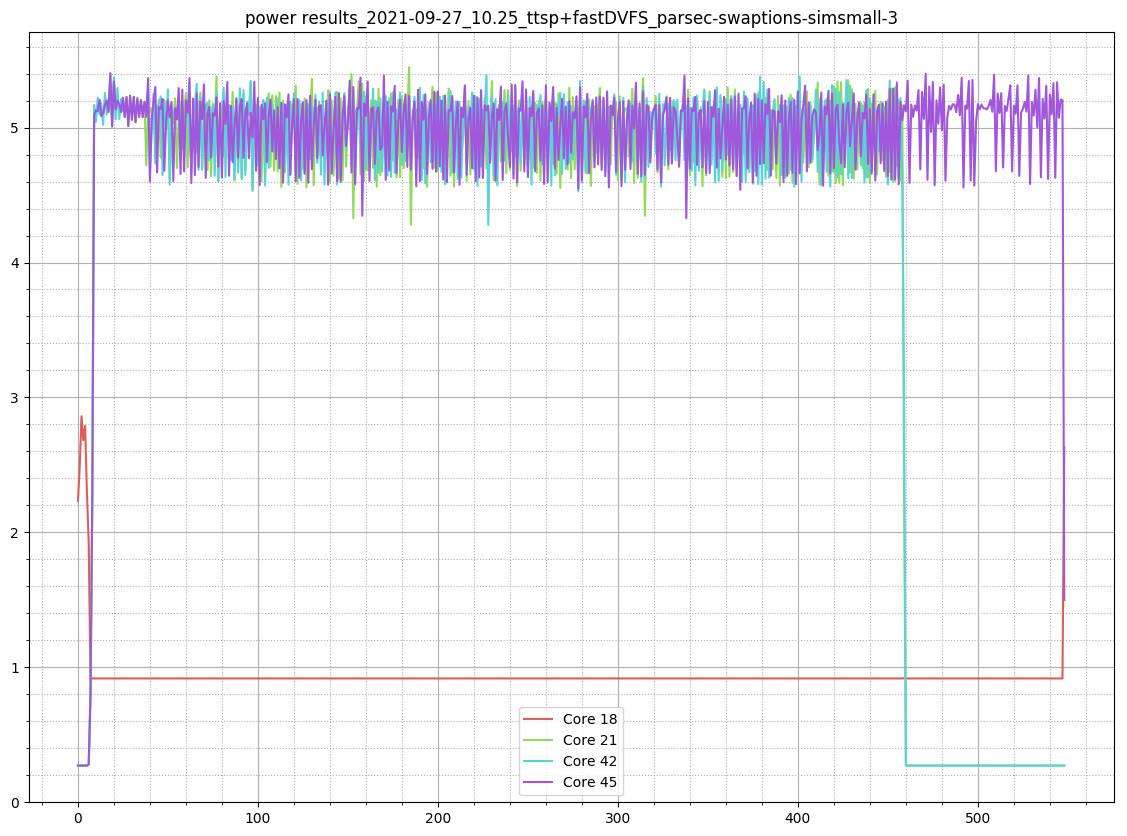 power results_2021-09-27_10.25_ttsp+fastDVFS_parsec-swaptions-simsmall-3
5
4
3
2
1
0
Core 18
Core 21
Core 42
Core 45
0 100 200 300 400 500